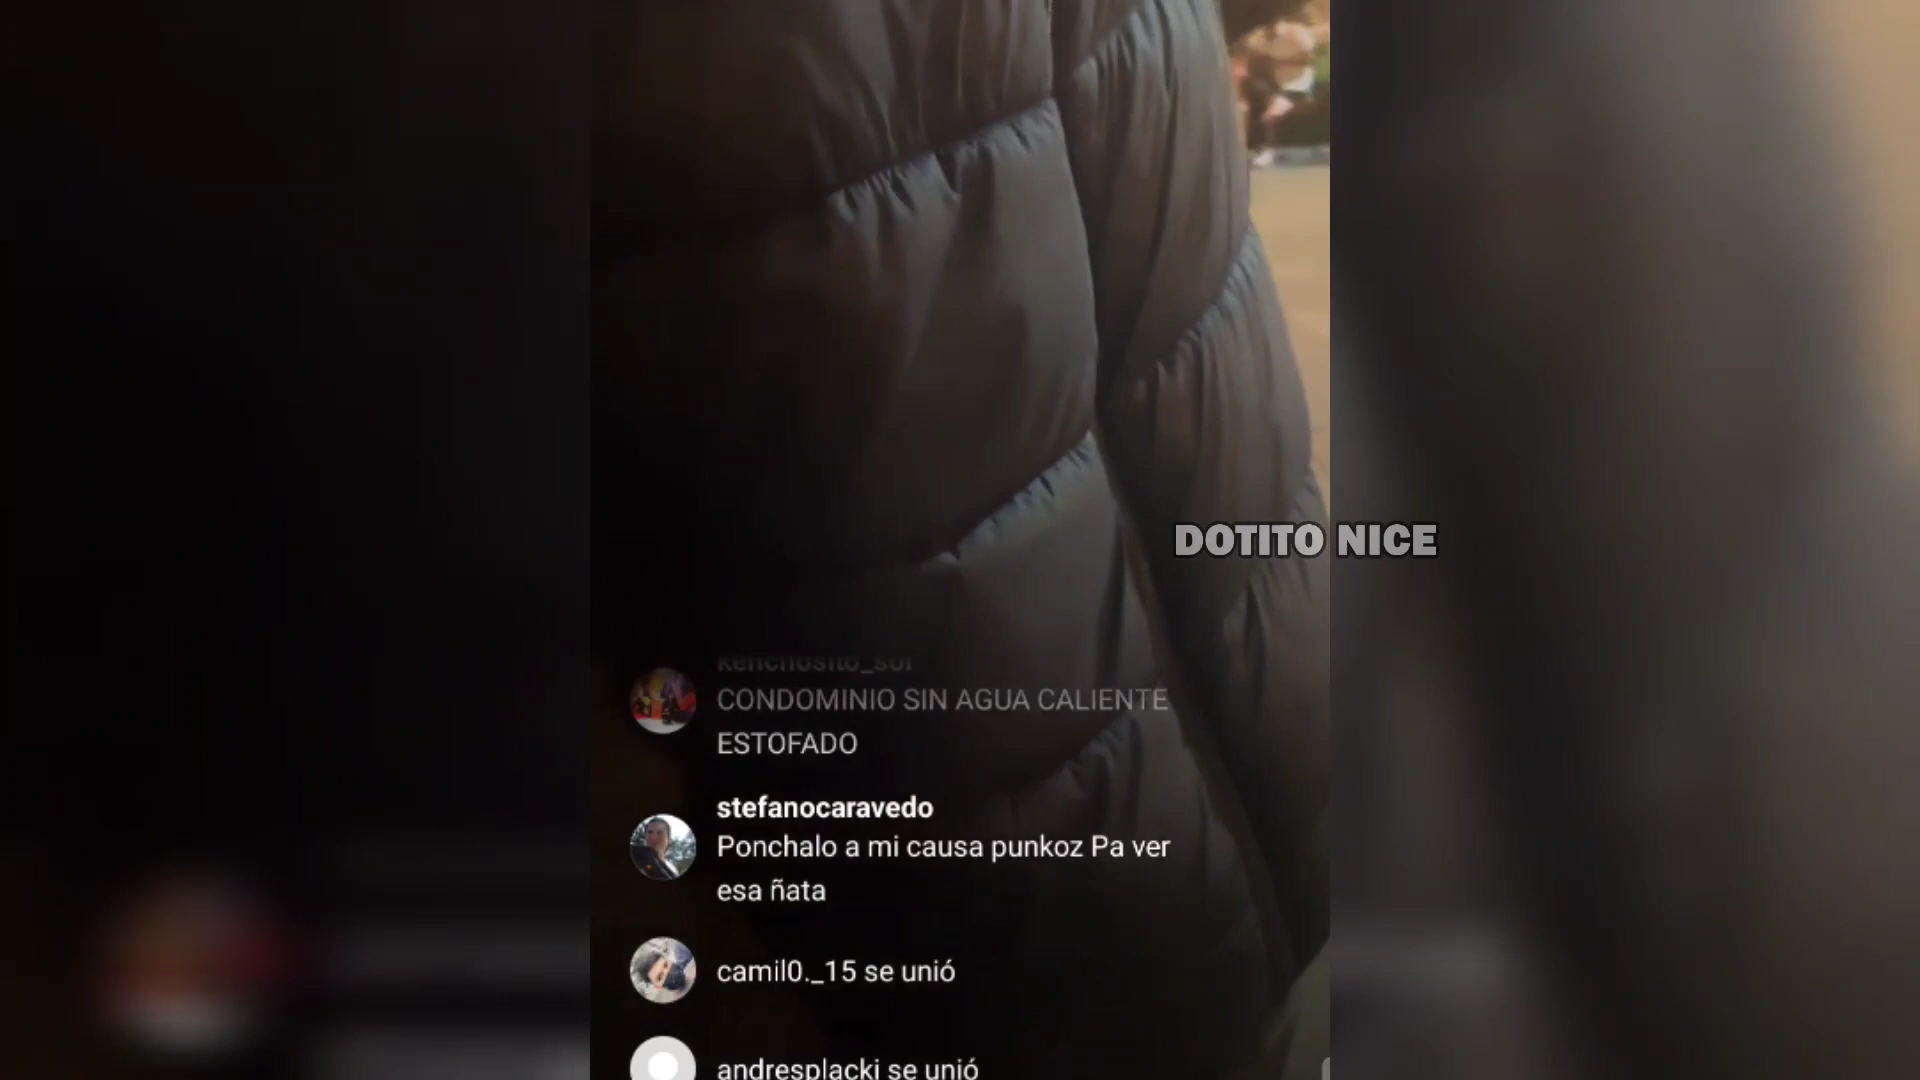 DOTITO NICE
kenchosito_sol
CONDOMINIO SIN AGUA CALIENTE
ESTOFADO
stefanocaravedo
Ponchalo a mi causa punkoz Pa ver
esa ñata
camil0._15 se unió
andresplacki se unió